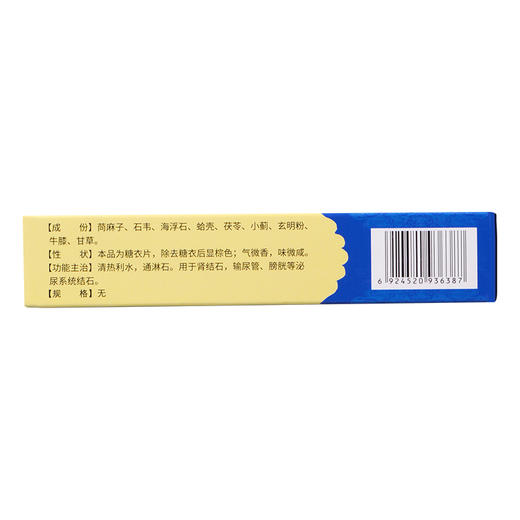 【成　份】苘麻子、石韦、海浮石、蛤壳、茯苓、小蓟、玄明粉、
牛膝、甘草。
【性　状】本品为糖衣片，除去糖衣后显棕色；气微香，味微咸。
【功能主治】清热利水，通淋石。用于肾结石，输尿管、膀胱等泌
尿系统结石。
【规　格】无
6 924520 936387